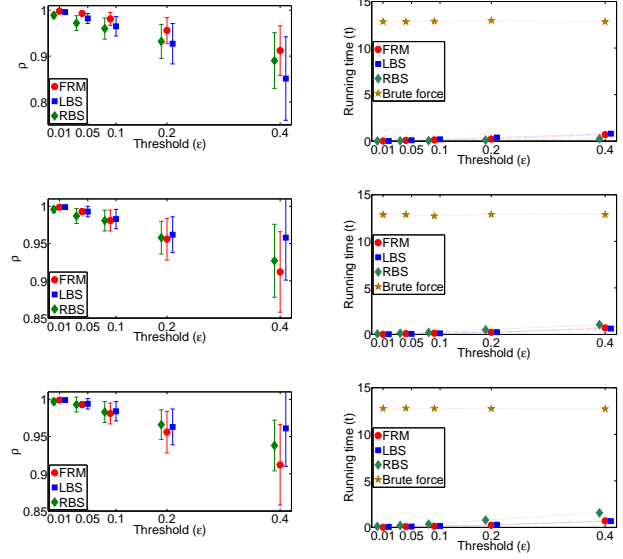 1
0.9
0.8
ρ
FRM
LBS
RBS
0.01 0.05 0.1 0.2 0.4
Threshold (ε)
15
10
5
0
Running time (t)
FRM
LBS
RBS
Brute force
0.01 0.05 0.1 0.2 0.4
Threshold (ε)
1
0.95
0.9
0.85
ρ
FRM
LBS
RBS
0.01 0.05 0.1 0.2 0.4
Threshold (ε)
15
10
5
0
Running time (t)
FRM
LBS
RBS
Brute force
0.01 0.05 0.1 0.2 0.4
Threshold (ε)
1
0.95
0.9
0.85
ρ
FRM
LBS
RBS
0.01 0.05 0.1 0.2 0.4
Threshold (ε)
15
10
5
0
Running time (t)
FRM
LBS
RBS
Brute force
0.01 0.05 0.1 0.2 0.4
Threshold (ε)